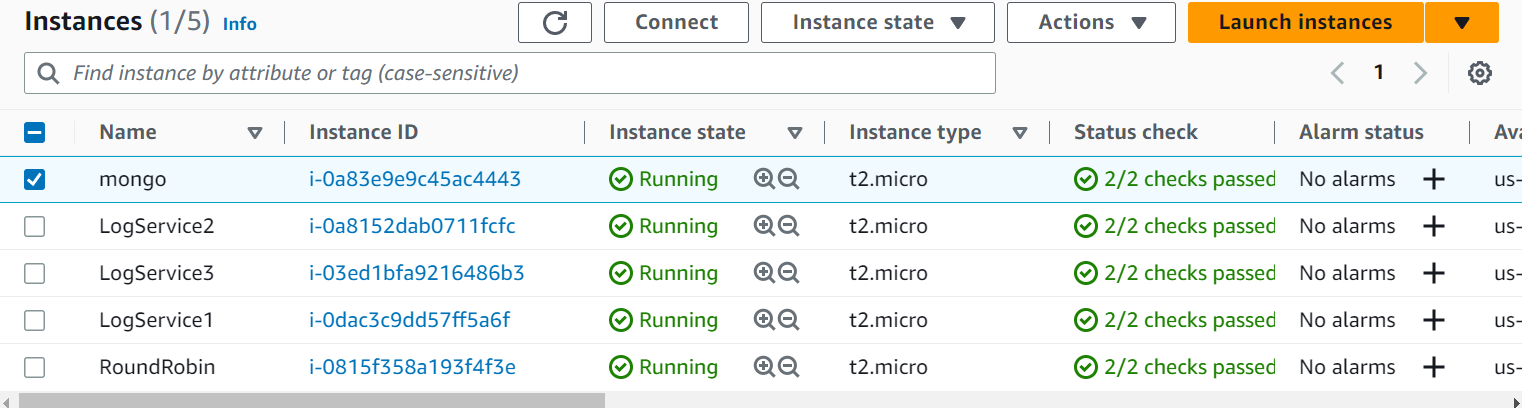 Instances (1/5) Info Connect Instance state Actions Launch instances
Find instance by attribute or tag (case-sensitive) 1
Name Instance ID Instance state Instance type Status check Alarm status Ava
mongo i-0a83e9e9c45ac4443 Running t2.micro 2/2 checks passed No alarms us-
LogService2 i-0a8152dab0711fcfc Running t2.micro 2/2 checks passed No alarms us-
LogService3 i-03ed1bfa9216486b3 Running t2.micro 2/2 checks passed No alarms us-
LogService1 i-0dac3c9dd57ff5a6f Running t2.micro 2/2 checks passed No alarms us-
RoundRobin i-0815f358a193f4f3e Running t2.micro 2/2 checks passed No alarms us-